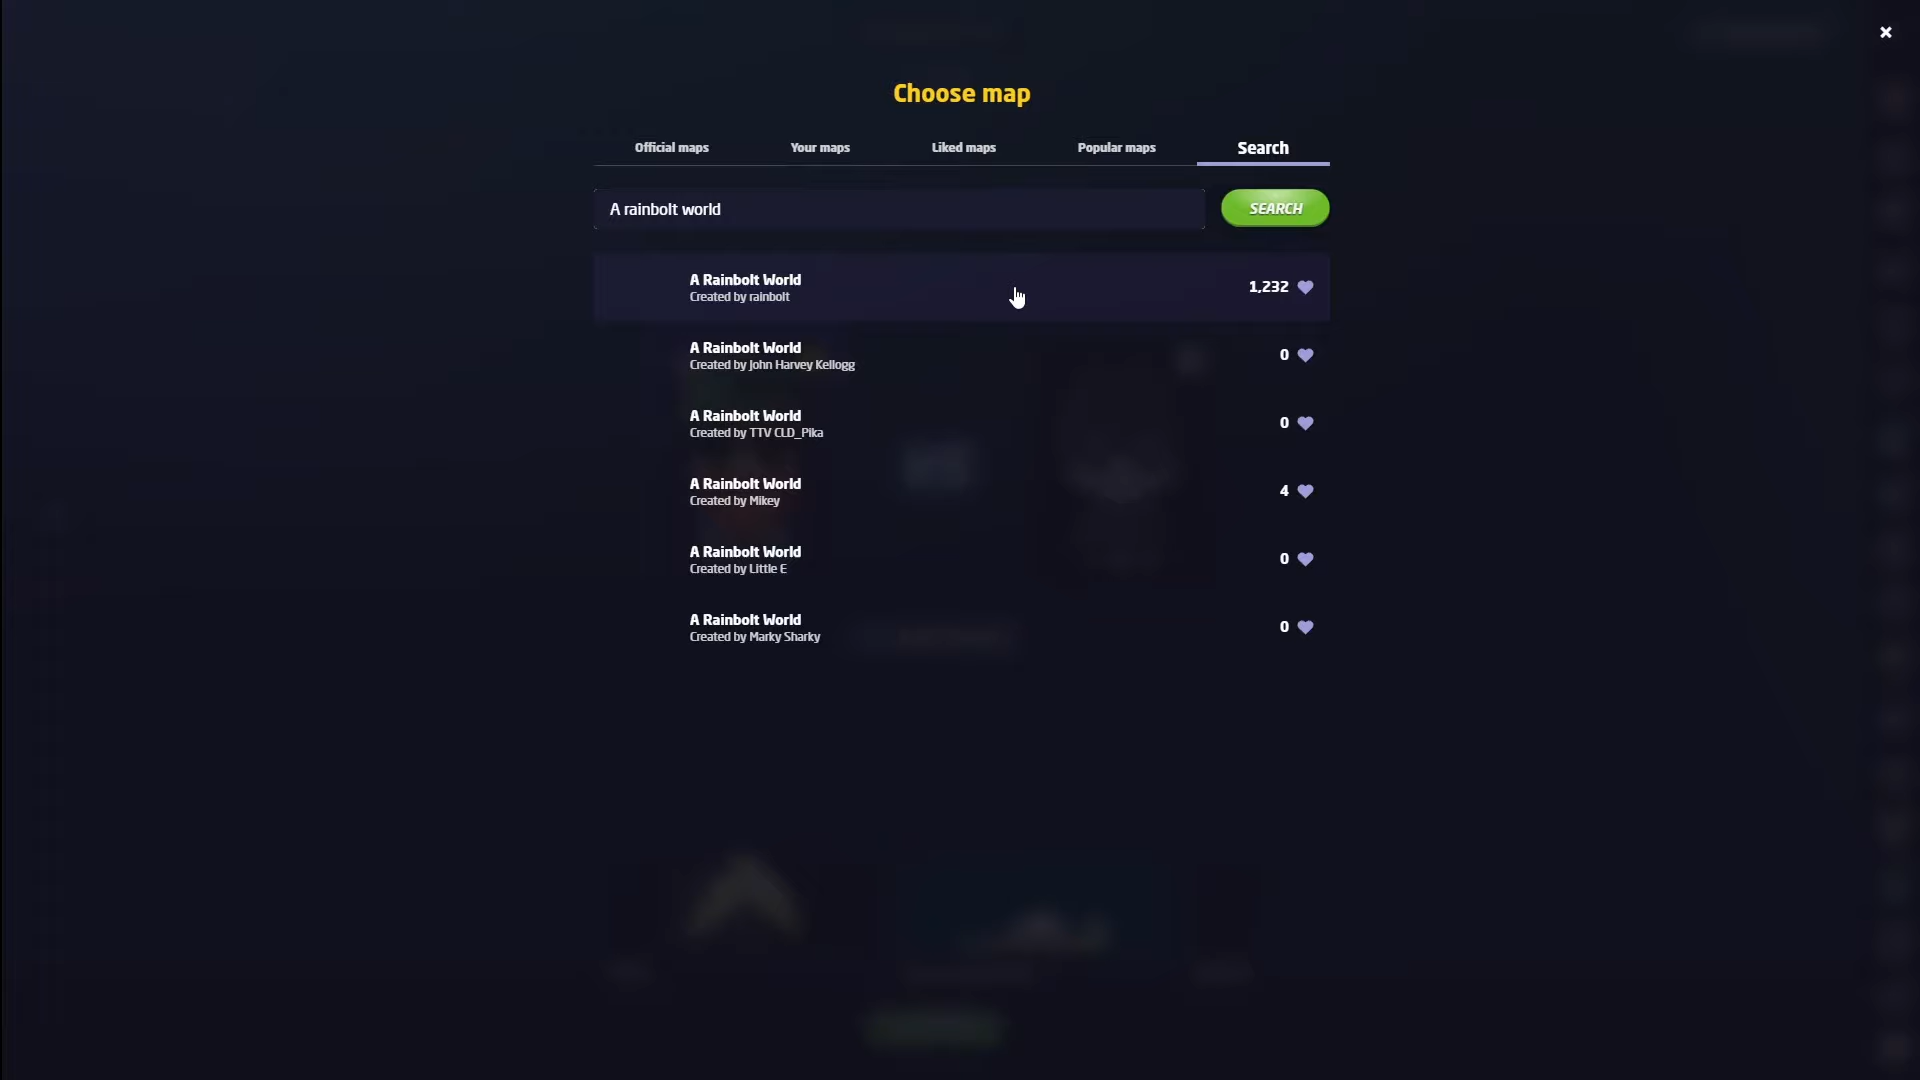 Choose map
Official maps
Your maps
Liked maps
Popular maps
Search
A rainbolt world
SEARCH
A Rainbolt World
Created by rainbolt
1,232
A Rainbolt World
Created by John Harvey Kellogg
0
A Rainbolt World
Created by TTV CLD_Pika
0
A Rainbolt World
Created by Mikey
4
A Rainbolt World
Created by Little E
0
A Rainbolt World
Created by Marky Sharky
0